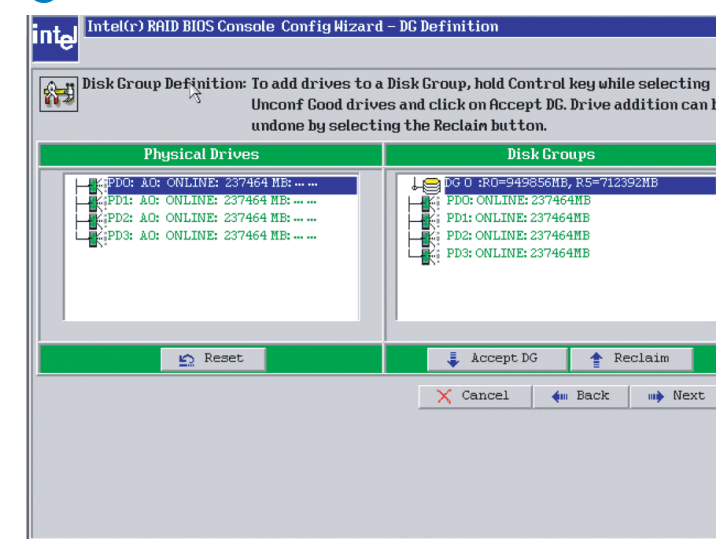 intel
Intel(r) RAID BIOS Console Config Wizard – DG Definition
Disk Group Definition: To add drives to a Disk Group, hold Control key while selecting
Unconf Good drives and click on Accept DG. Drive addition can
undone by selecting the Reclaim button.
Physical Drives
PD0: A0: ONLINE: 237464 MB: --- ---
PD1: A0: ONLINE: 237464 MB: --- ---
PD2: A0: ONLINE: 237464 MB: --- ---
PD3: A0: ONLINE: 237464 MB: --- ---
Reset
Disk Groups
DG 0 :R0=949856MB, R5=712392MB
PD0: ONLINE: 237464MB
PD1: ONLINE: 237464MB
PD2: ONLINE: 237464MB
PD3: ONLINE: 237464MB
Accept DG
Reclaim
Cancel
Back
Next